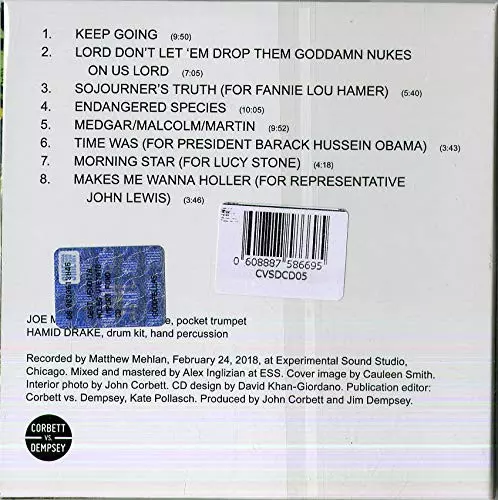 1. KEEP GOING (9:50)
2. LORD DON'T LET 'EM DROP THEM GODDAMN NUKES
ON US LORD (7:05)
3. SOJOURNER'S TRUTH (FOR FANNIE LOU HAMER) (5:40)
4. ENDANGERED SPECIES (10:05)
5. MEDGAR/MALCOLM/MARTIN (9:52)
6. TIME WAS (FOR PRESIDENT BARACK HUSSEIN OBAMA) (3:43)
7. MORNING STAR (FOR LUCY STONE) (4:18)
8. MAKES ME WANNA HOLLER (FOR REPRESENTATIVE
JOHN LEWIS) (3:46)
0 608887 586695
CVSDCD05
JOE pocket trumpet
HAMID DRAKE, drum kit, hand percussion
Recorded by Matthew Mehlan, February 24, 2018, at Experimental Sound Studio,
Chicago. Mixed and mastered by Alex Inglizian at ESS. Cover image by Cauleen Smith.
Interior photo by John Corbett. CD design by David Khan-Giordano. Publication editor:
Corbett vs. Dempsey, Kate Pollasch. Produced by John Corbett and Jim Dempsey.
CORBETT
VS.
DEMPSEY